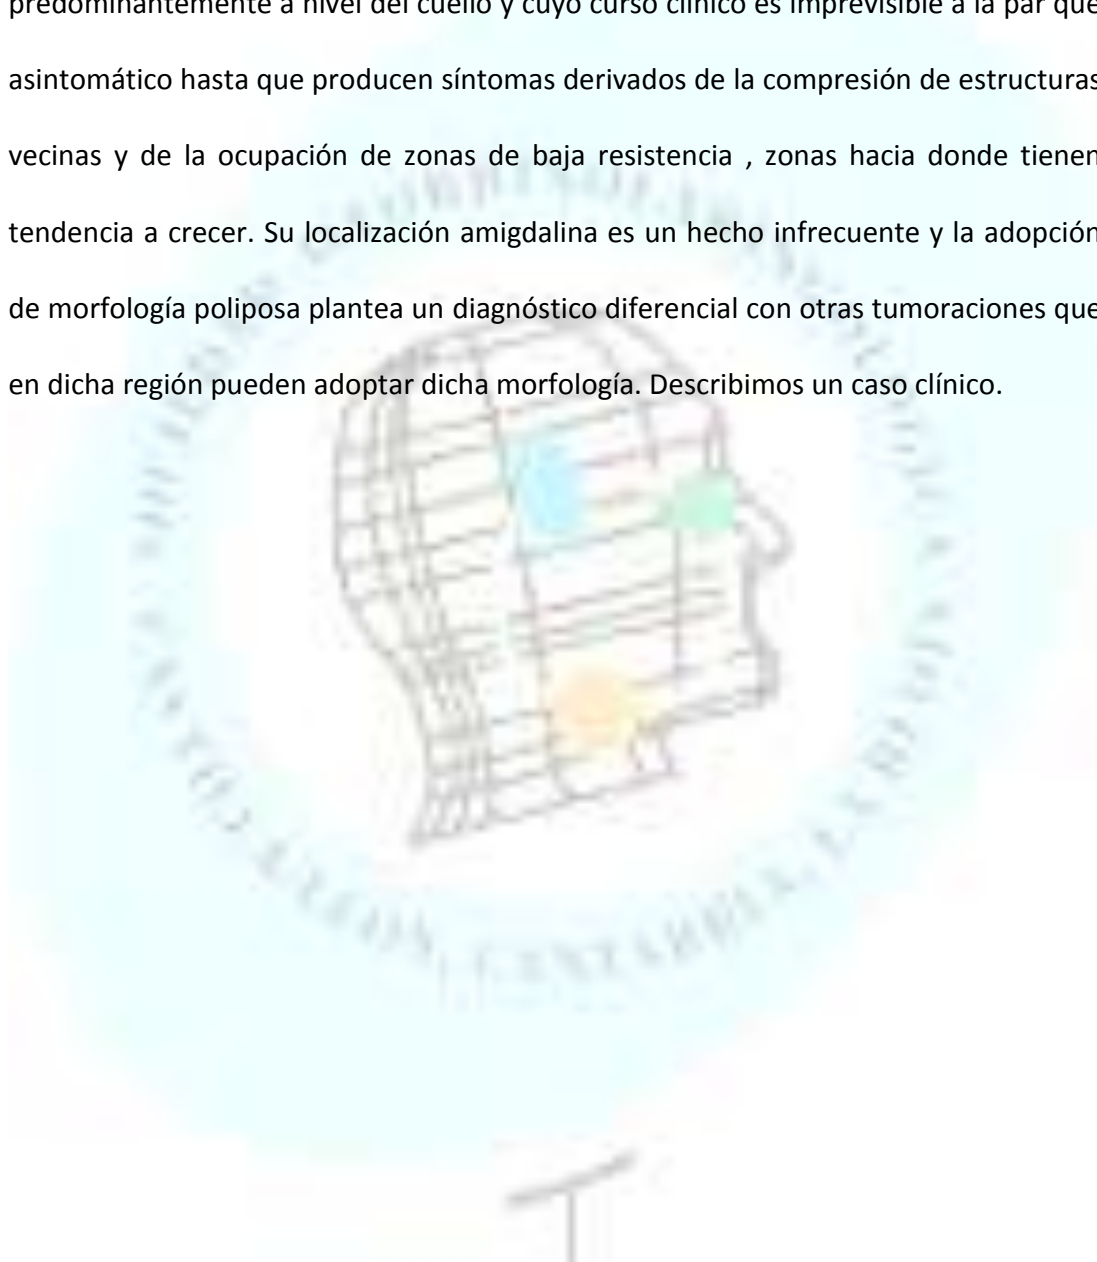 predominantemente a nivel del cuello y cuyo curso clínico es imprevisible a la par que
asintomático hasta que producen síntomas derivados de la compresión de estructuras
vecinas y de la ocupación de zonas de baja resistencia , zonas hacia donde tienen
tendencia a crecer. Su localización amigdalina es un hecho infrecuente y la adopción
de morfología poliposa plantea un diagnóstico diferencial con otras tumoraciones que
en dicha región pueden adoptar dicha morfología. Describimos un caso clínico.